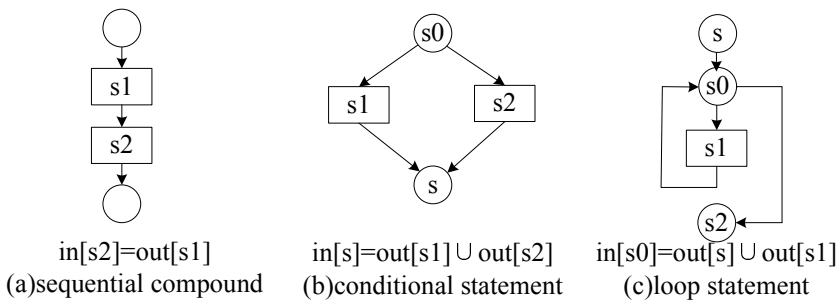 s1
s2
in[s2]=out[s1]
(a)sequential compound
s0
s1
s2
s
in[s]=out[s1]∪out[s2]
(b)conditional statement
s
s0
s1
s2
in[s0]=out[s]∪out[s1]
(c)loop statement